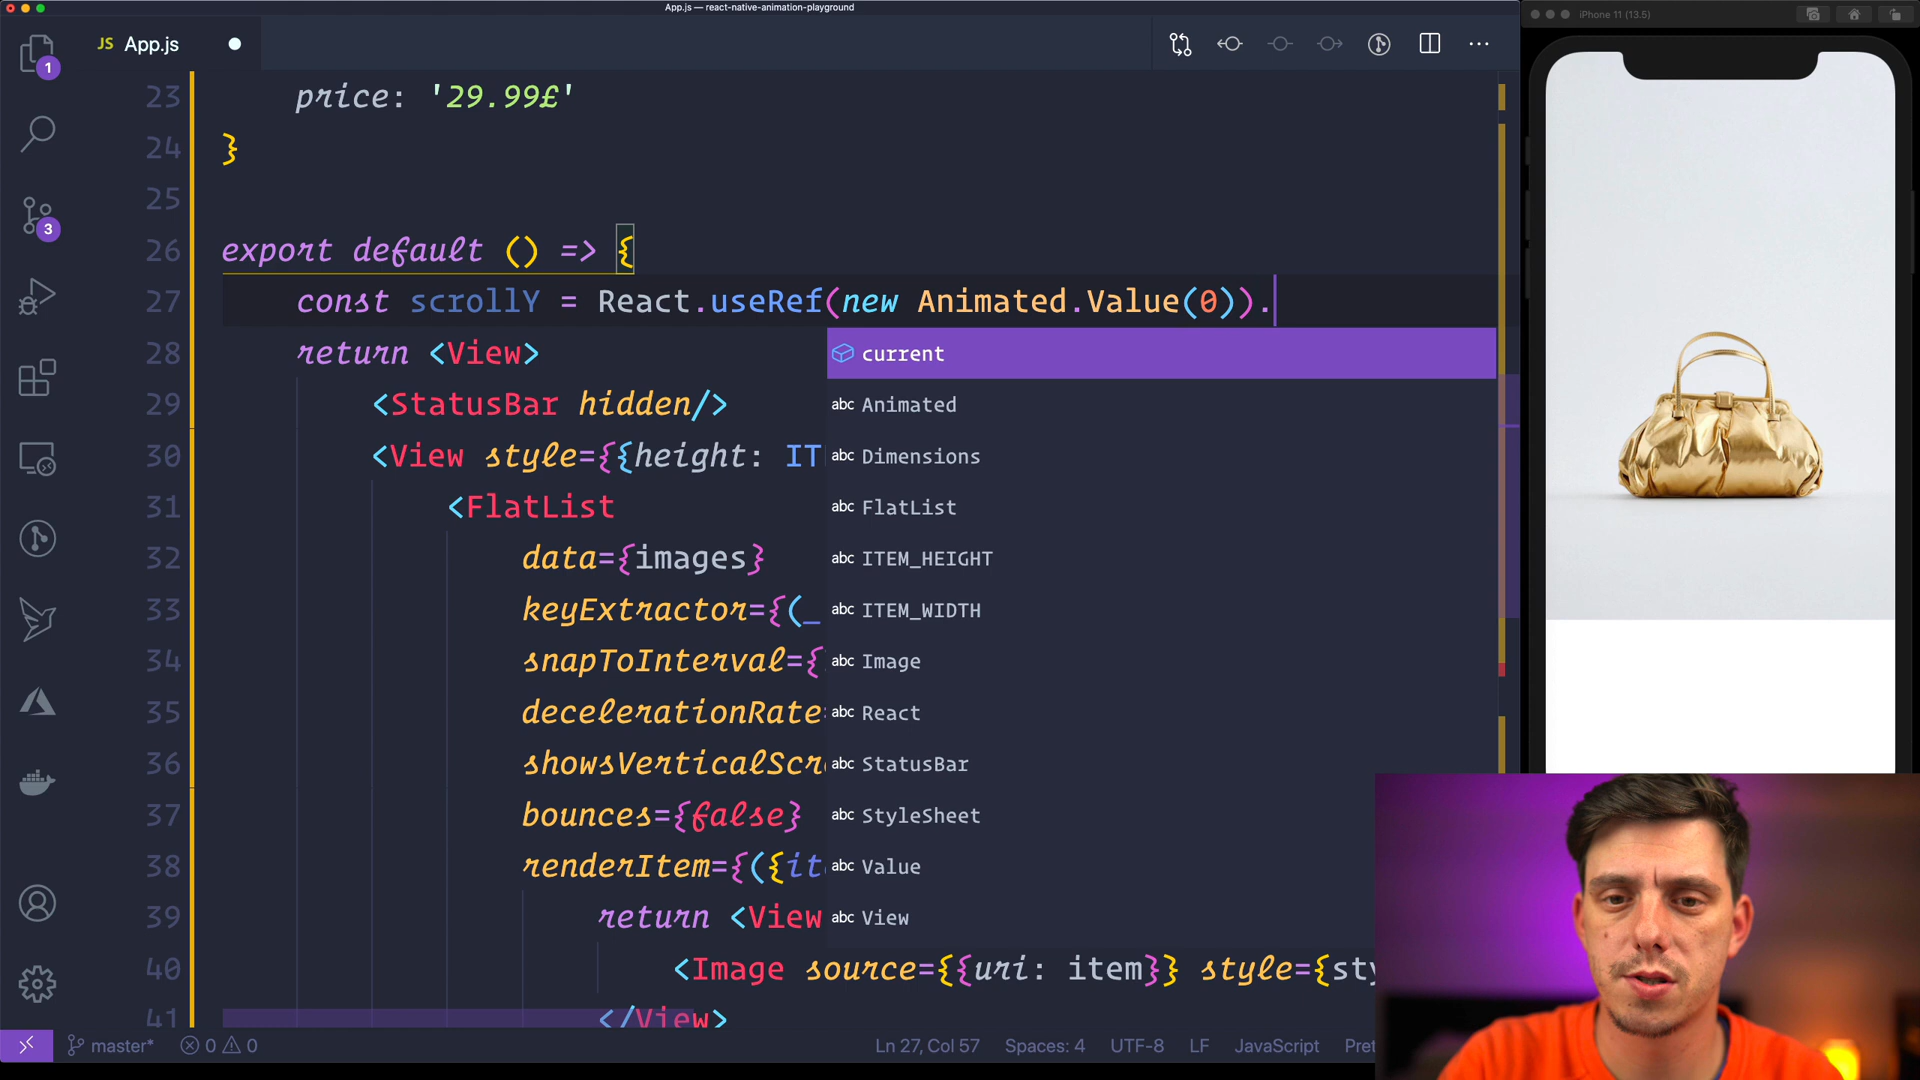 App.js — react-native-animation-playground
iPhone 11 (13.5)
JS App.js
1
3
23 price: '29.99£'
24 }
25
26 export default () => {
27 const scrollY = React.useRef(new Animated.Value(0)).
28 return <View>
29 <StatusBar hidden/>
30 <View style={{height: IT
31 <FlatList
32 data={images}
33 keyExtractor={(_
34 snapToInterval={
35 decelerationRate=
36 showsVerticalScr
37 bounces={false}
38 renderItem={({it
39 return <View
40 <Image source={{uri: item}} style={sty
41 </View>
current
abc Animated
abc Dimensions
abc FlatList
abc ITEM_HEIGHT
abc ITEM_WIDTH
abc Image
abc React
abc StatusBar
abc StyleSheet
abc Value
abc View
master* 0 0 Ln 27, Col 57 Spaces: 4 UTF-8 LF JavaScript Pret